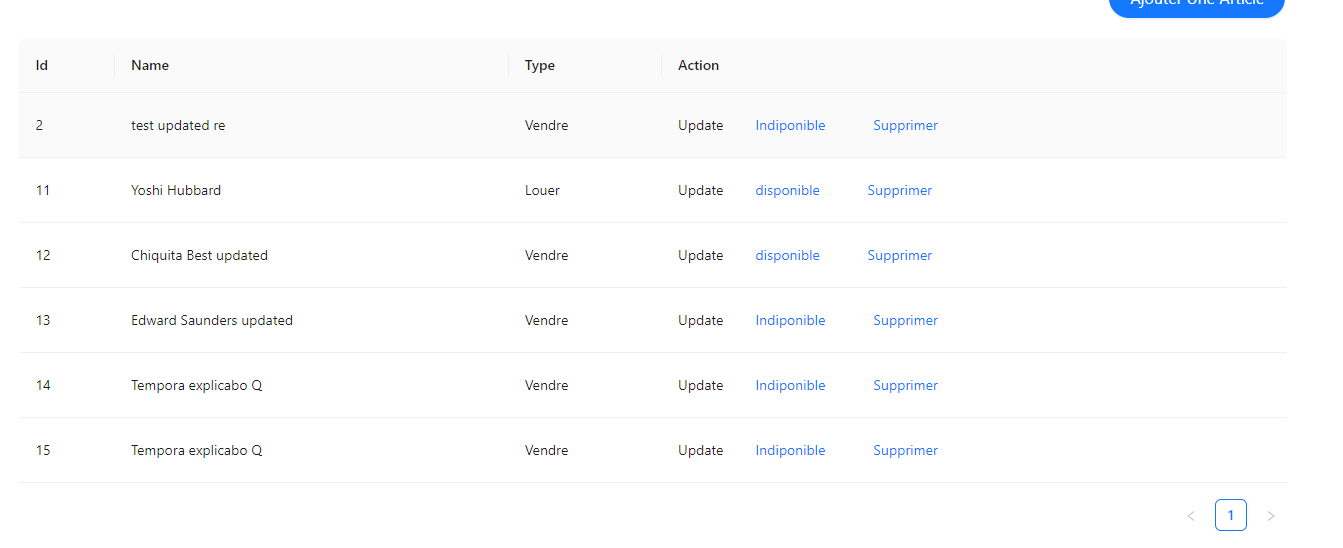 Ajouter Une Article
Id Name Type Action
2 test updated re Vendre Update Indiponible Supprimer
11 Yoshi Hubbard Louer Update disponible Supprimer
12 Chiquita Best updated Vendre Update disponible Supprimer
13 Edward Saunders updated Vendre Update Indiponible Supprimer
14 Tempora explicabo Q Vendre Update Indiponible Supprimer
15 Tempora explicabo Q Vendre Update Indiponible Supprimer
< 1 >